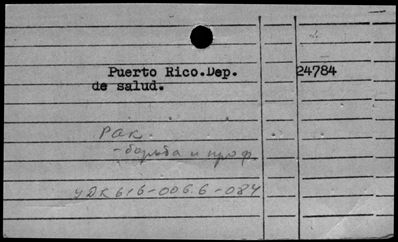 Puerto Rico.Dep. 24784
de salud.
Рак.
-борьба и проф.
УДК 616-006.6-084